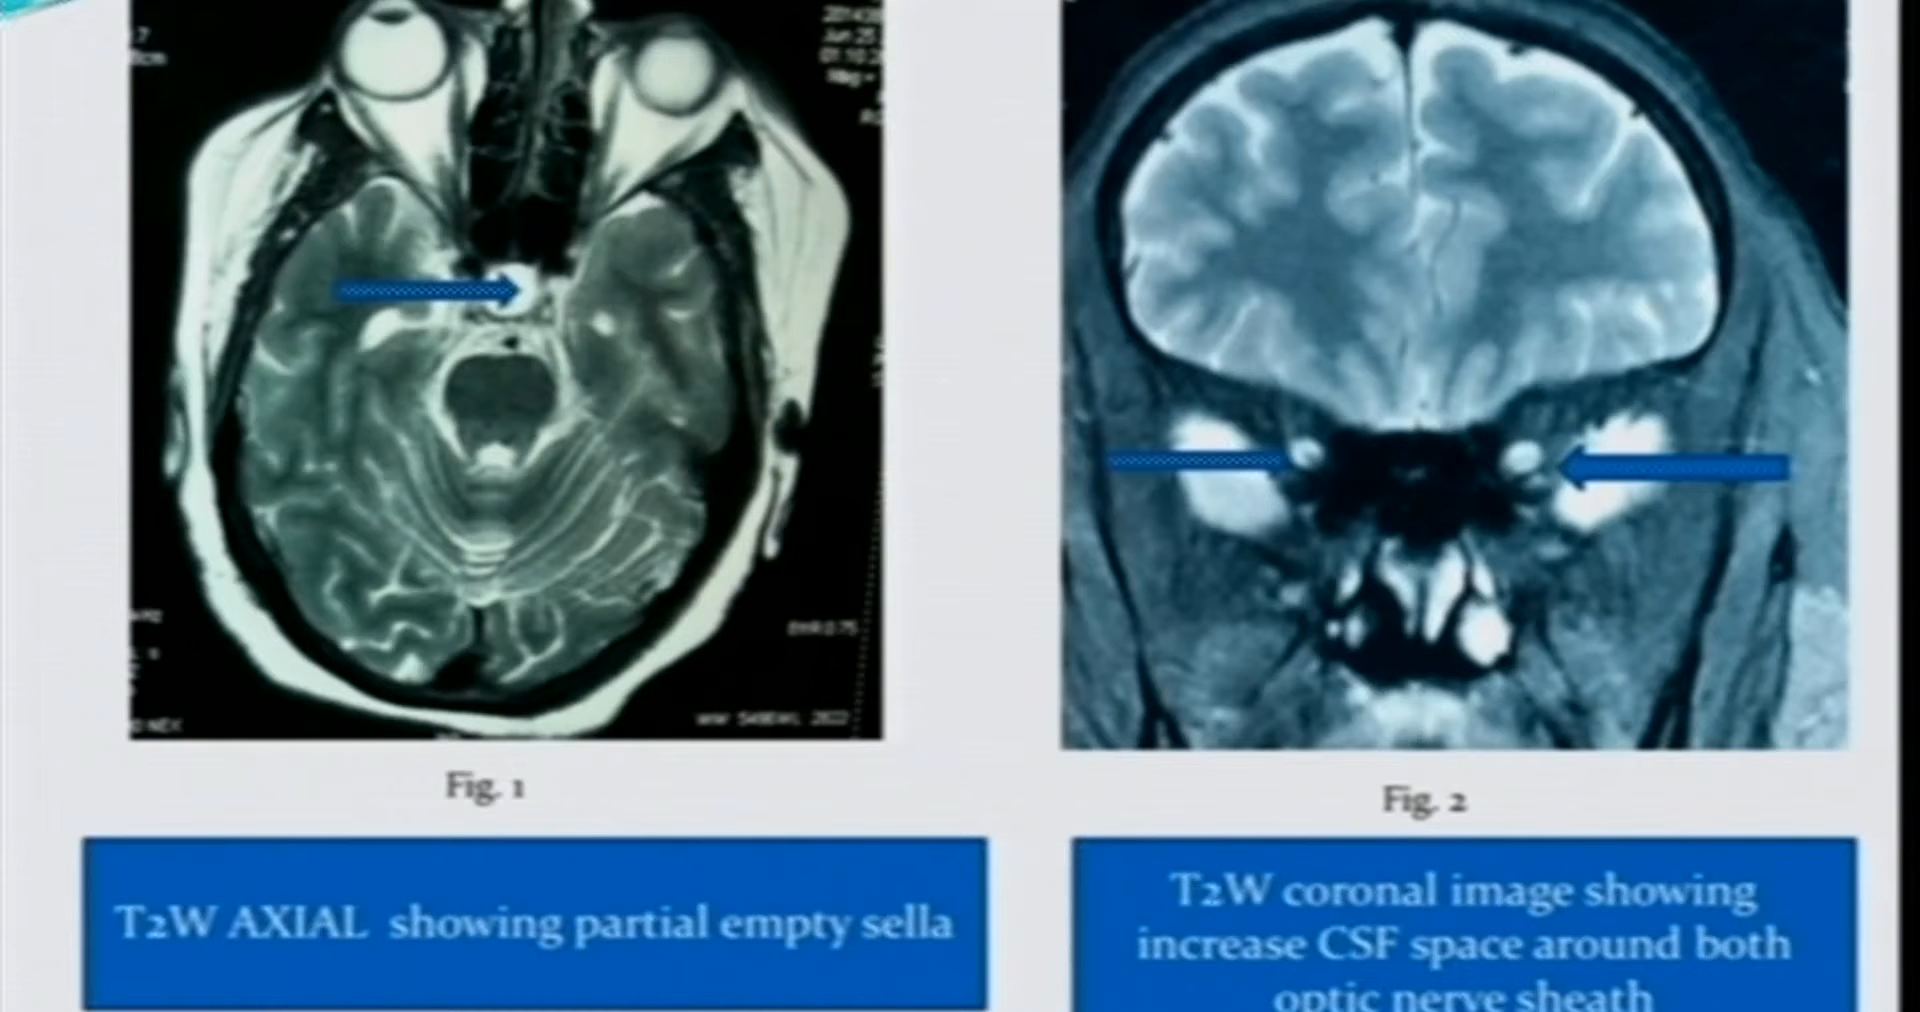 Fig. 1
Fig. 2
T2W AXIAL showing partial empty sella
T2W coronal image showing
increase CSF space around both
optic nerve sheath